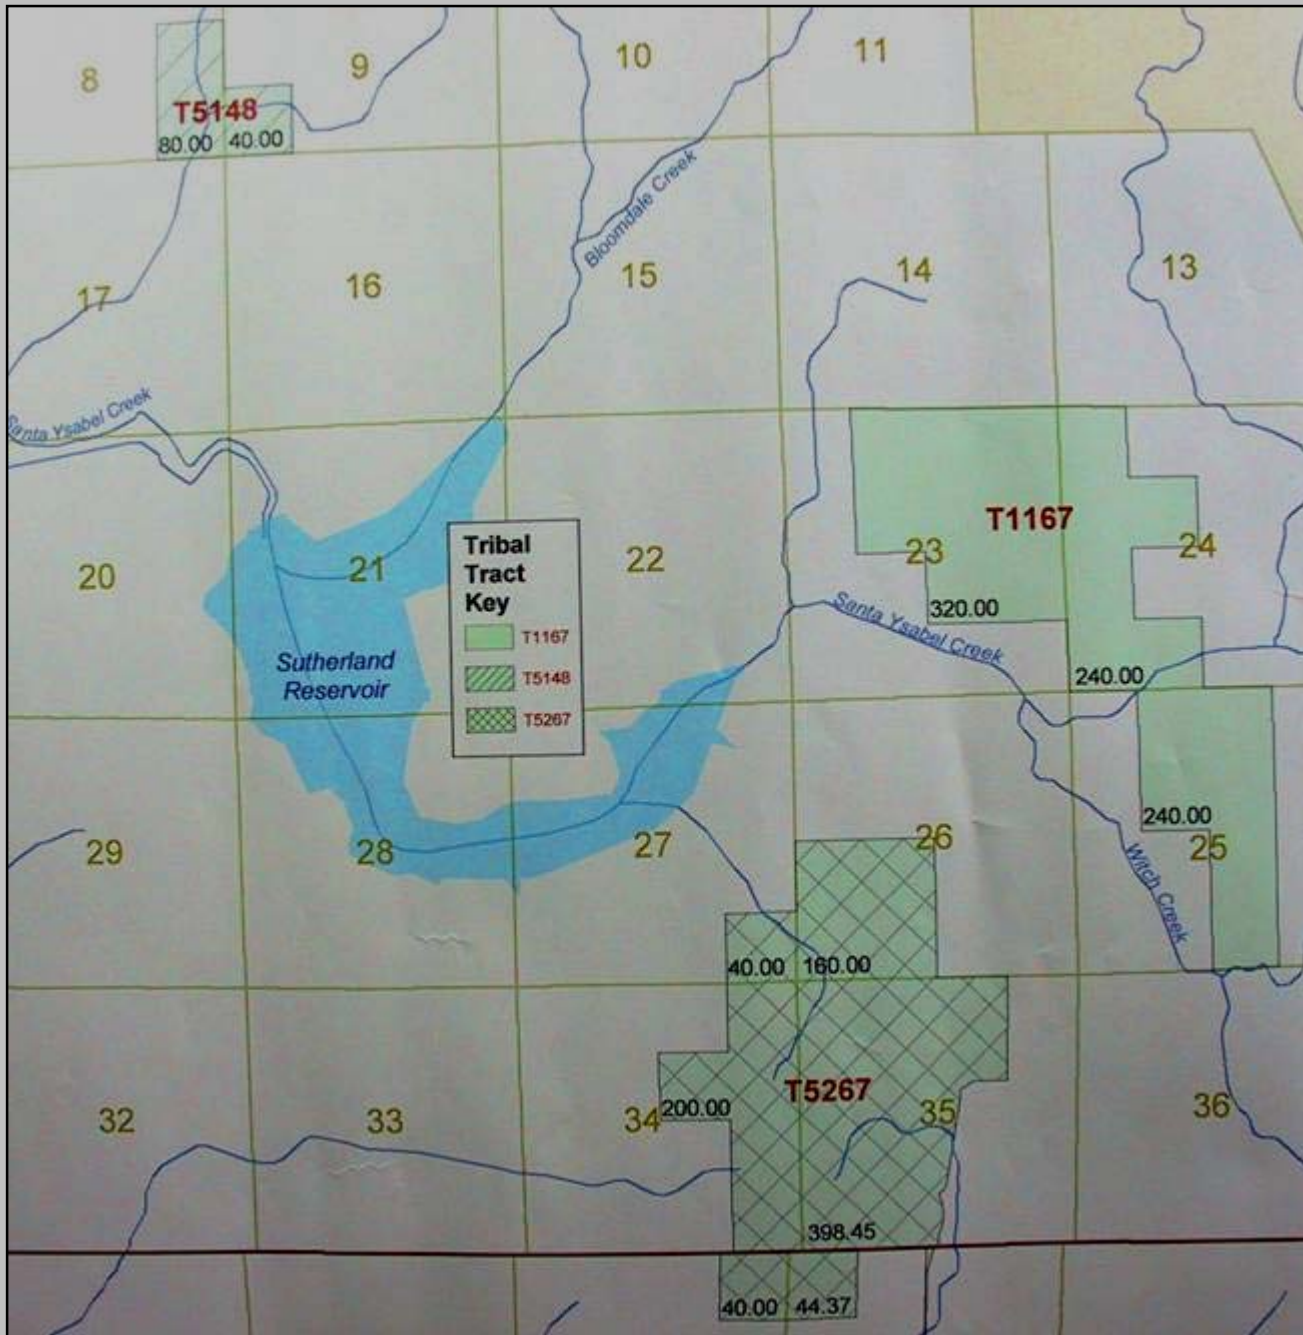 8
9
10
11
T5148
80.00 40.00
Bloomdale Creek
17
16
15
14
13
Santa Ysabel Creek
20
21
22
23
24
T1167
320.00
240.00
Tribal
Tract
Key
T1167
T5148
T5267
Sutherland
Reservoir
Santa Ysabel Creek
29
28
27
26
25
240.00
Witch Creek
40.00 160.00
32
33
34
35
36
T5267
200.00
398.45
40.00 44.37